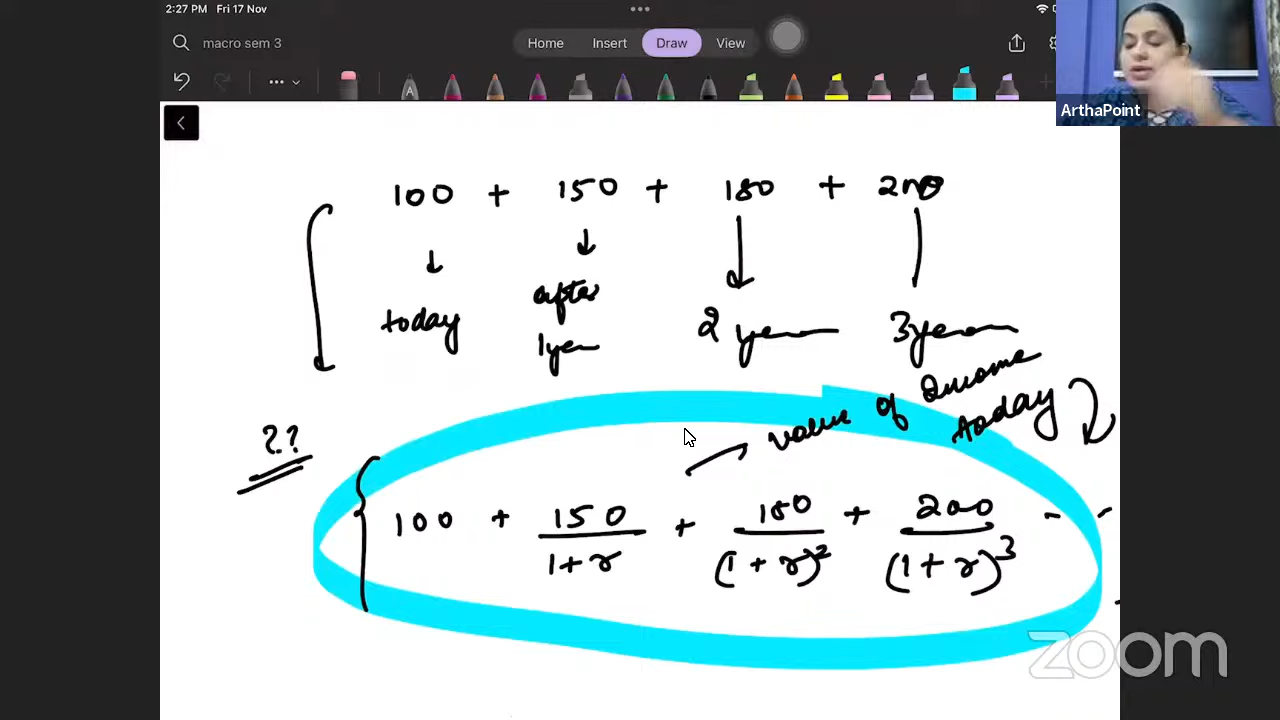 2:27 PM Fri 17 Nov
macro sem 3
Home Insert Draw View
A
ArthaPoint
100 + 150 + 180 + 200
today after 1 year 2 year 3 year
value of Income today
??
100 + 150/(1+r) + 180/(1+r)² + 200/(1+r)³ - -
zoom